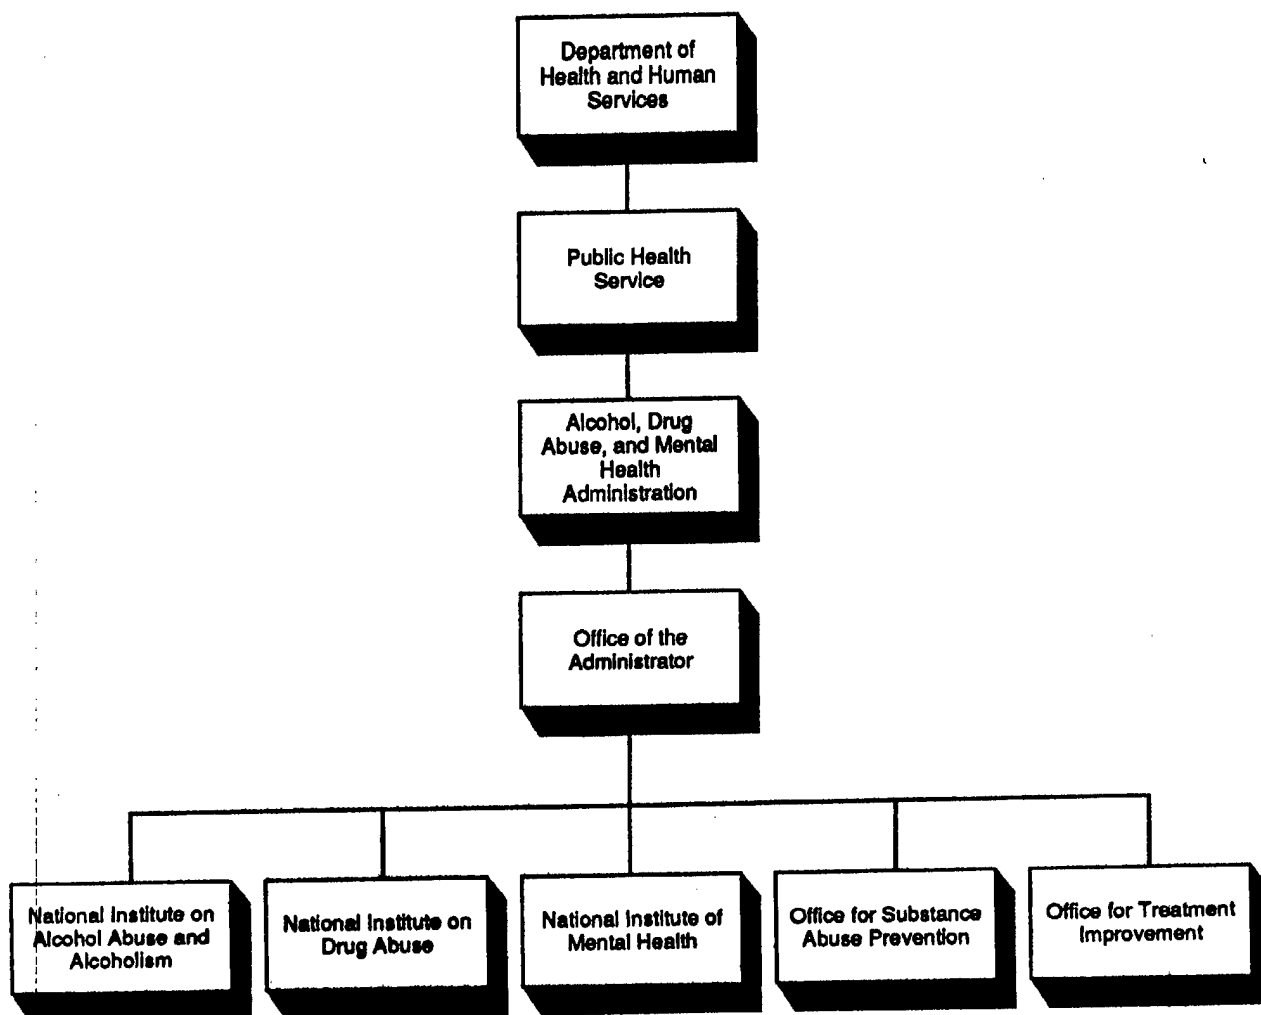 Department of
Health and Human
Services
Public Health
Service
Alcohol, Drug
Abuse, and Mental
Health
Administration
Office of the
Administrator
National Institute on
Alcohol Abuse and
Alcoholism
National Institute on
Drug Abuse
National Institute of
Mental Health
Office for Substance
Abuse Prevention
Office for Treatment
Improvement